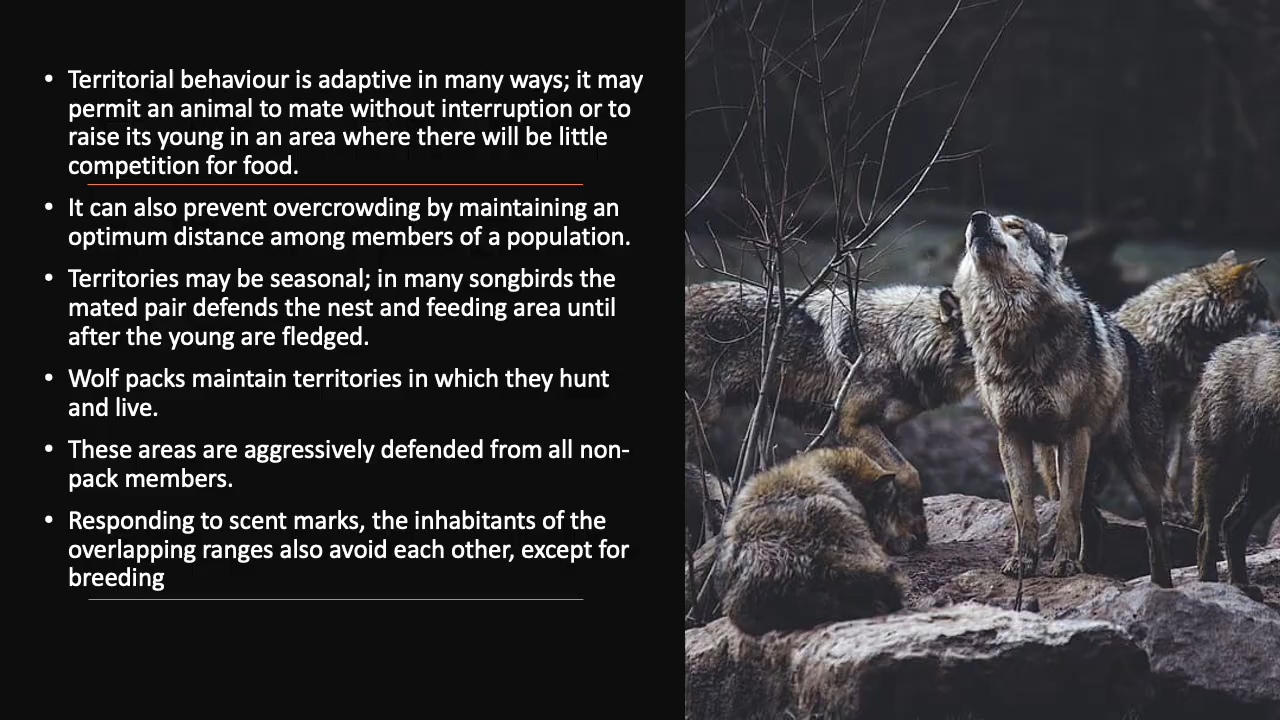 • Territorial behaviour is adaptive in many ways; it may
permit an animal to mate without interruption or to
raise its young in an area where there will be little
competition for food.
• It can also prevent overcrowding by maintaining an
optimum distance among members of a population.
• Territories may be seasonal; in many songbirds the
mated pair defends the nest and feeding area until
after the young are fledged.
• Wolf packs maintain territories in which they hunt
and live.
• These areas are aggressively defended from all non-
pack members.
• Responding to scent marks, the inhabitants of the
overlapping ranges also avoid each other, except for
breeding